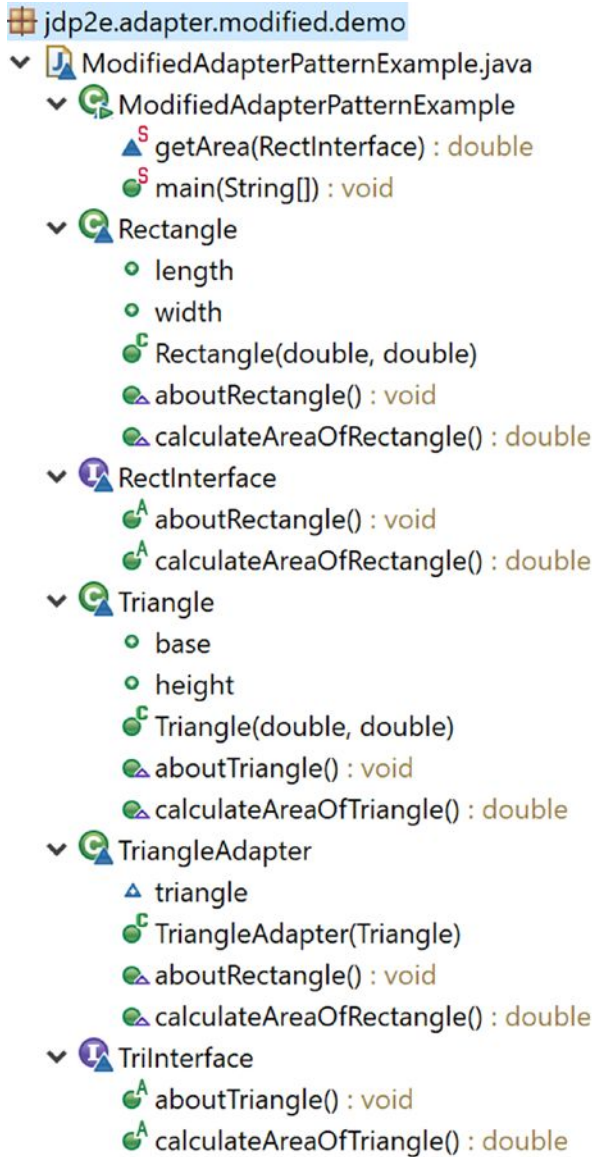 jdp2e.adapter.modified.demo
ModifiedAdapterPatternExample.java
ModifiedAdapterPatternExample
getArea(RectInterface) : double
main(String[]) : void
Rectangle
length
width
Rectangle(double, double)
aboutRectangle() : void
calculateAreaOfRectangle() : double
RectInterface
aboutRectangle() : void
calculateAreaOfRectangle() : double
Triangle
base
height
Triangle(double, double)
aboutTriangle() : void
calculateAreaOfTriangle() : double
TriangleAdapter
triangle
TriangleAdapter(Triangle)
aboutRectangle() : void
calculateAreaOfRectangle() : double
TriInterface
aboutTriangle() : void
calculateAreaOfTriangle() : double